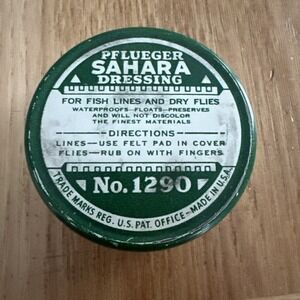 PFLUEGER
SAHARA
DRESSING
FOR FISH LINES AND DRY FLIES
WATERPROOFS FLOATS PRESERVES
AND WILL NOT DISCOLOR
THE FINEST MATERIALS
—DIRECTIONS—
LINES—USE FELT PAD IN COVER
FLIES—RUB ON WITH FINGERS
No. 1290
TRADE MARKS REG. U.S. PAT. OFFICE—MADE IN U.S.A.